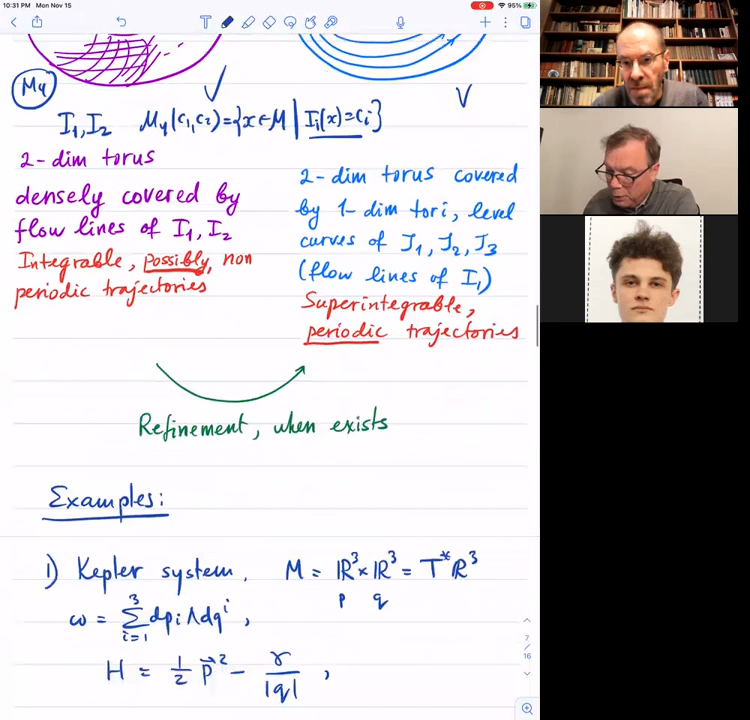 10:31 PM Mon Nov 15
95%
M4
I1, I2 M4(c1,c2)={x∈M | Ii(x)=ci}
2-dim torus
densely covered by
flow lines of I1, I2
Integrable, possibly, non
periodic trajectories
2-dim torus covered
by 1-dim tori, level
curves of J1, J2, J3
(flow lines of I1)
Superintegrable,
periodic trajectories
Refinement, when exists
Examples:
1) Kepler system, M = ℝ³×ℝ³ = T*ℝ³
p q
ω = Σ_{i=1}^{3} dpi∧dq^i,
H = 1/2 p⃗² − γ/|q|,
7/16